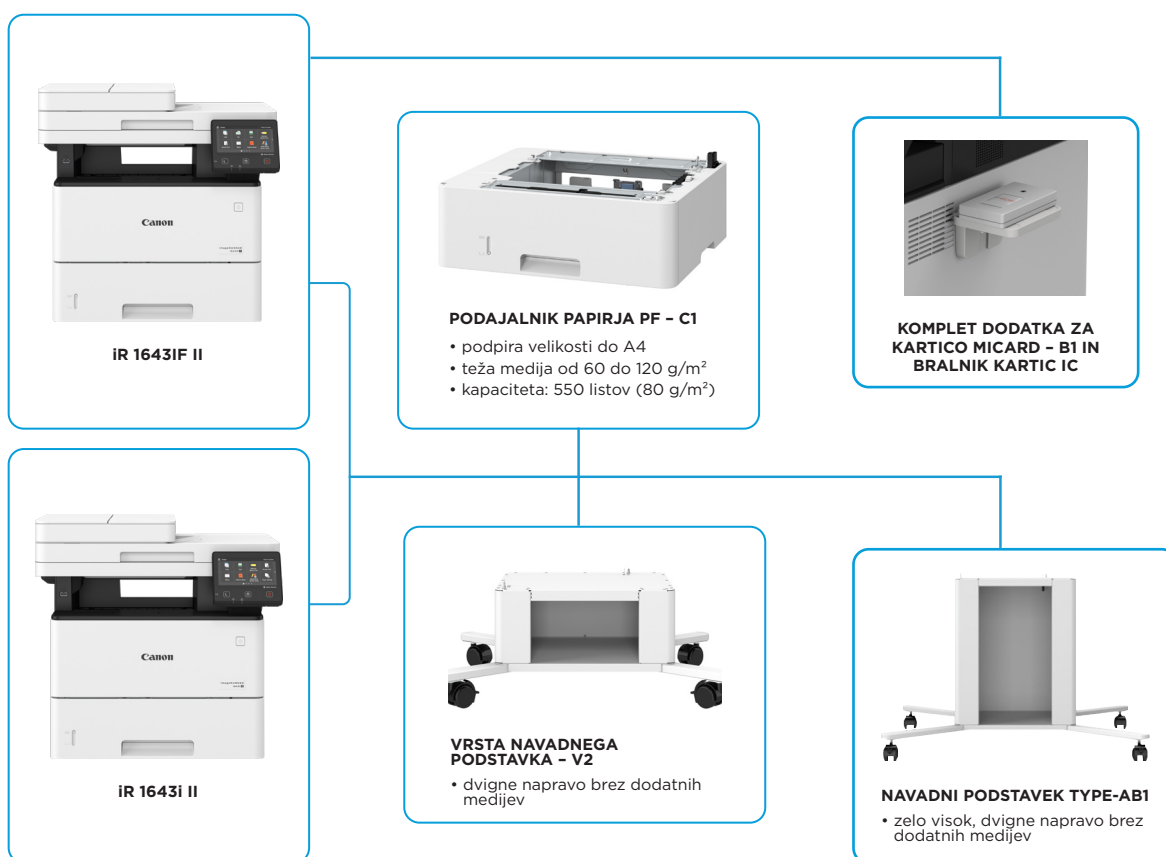 Canon
iR 1643IF II
PODAJALNIK PAPIRJA PF – C1
• podpira velikosti do A4
• teža medija od 60 do 120 g/m²
• kapaciteta: 550 listov (80 g/m²)
KOMPLET DODATKA ZA
KARTICO MICARD – B1 IN
BRALNIK KARTIC IC
Canon
iR 1643i II
VRSTA NAVADNEGA
PODSTAVKA – V2
• dvigne napravo brez dodatnih
medijev
NAVADNI PODSTAVEK TYPE-AB1
• zelo visok, dvigne napravo brez
dodatnih medijev